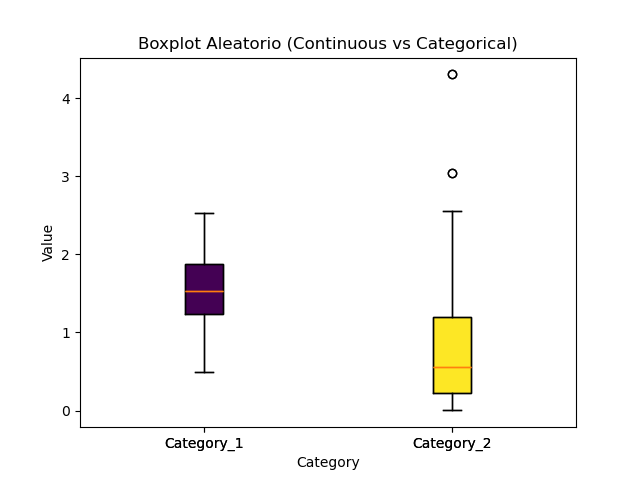 Boxplot Aleatorio (Continuous vs Categorical)
4
3
2
1
0
Value
Category_1
Category_2
Category